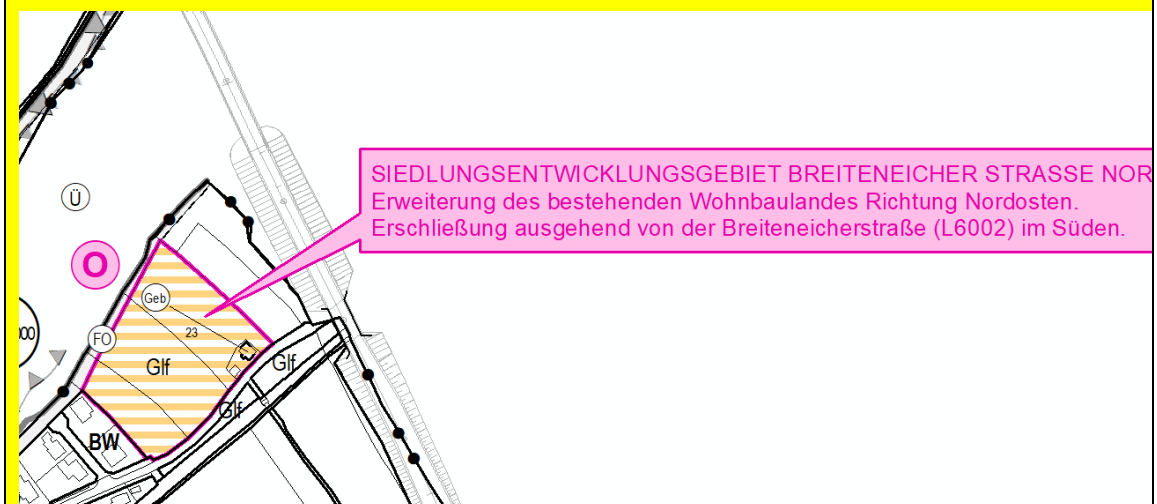 SIEDLUNGSENTWICKLUNGSGEBIET BREITENEICHER STRASSE NOR
Erweiterung des bestehenden Wohnbaulandes Richtung Nordosten.
Erschließung ausgehend von der Breiteneicherstraße (L6002) im Süden.
Ü
O
Geb
23
FO
Glf
Glf
Glf
BW